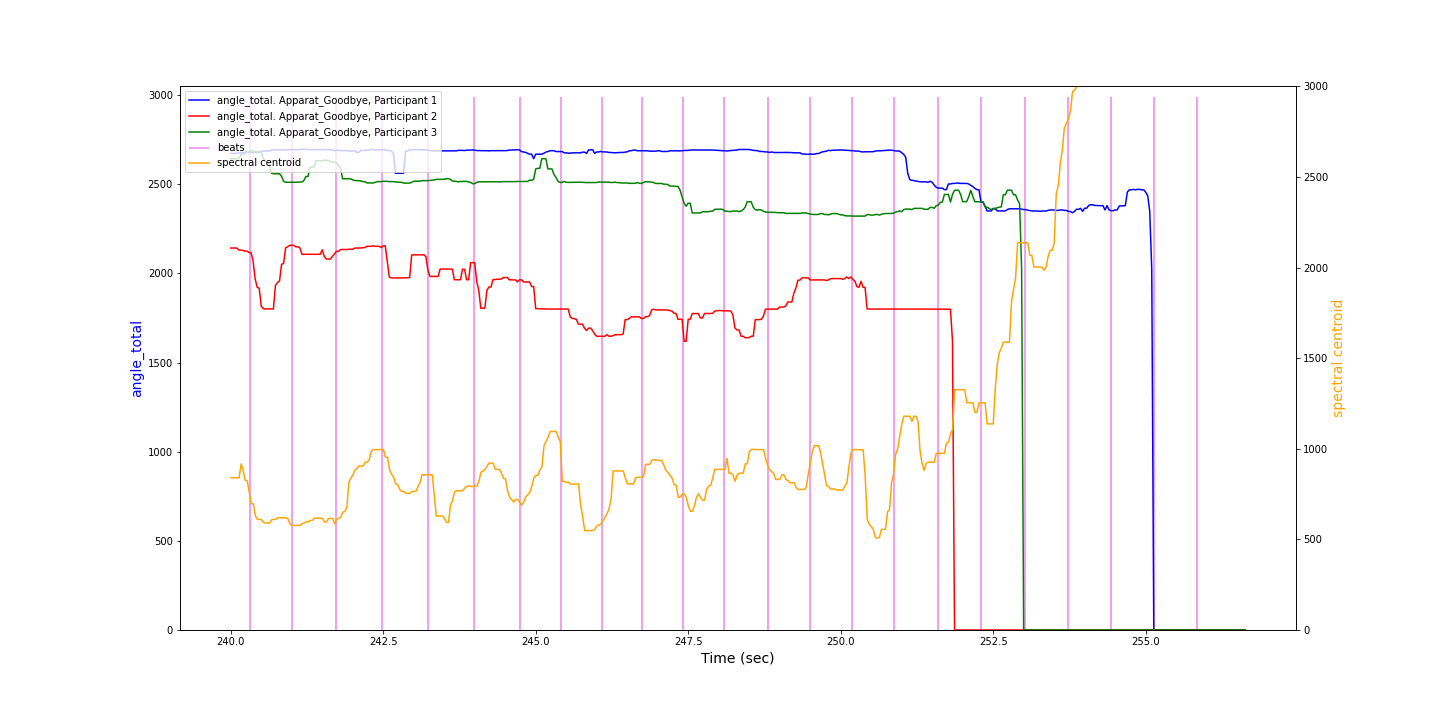 angle_total. Apparat_Goodbye, Participant 1
angle_total. Apparat_Goodbye, Participant 2
angle_total. Apparat_Goodbye, Participant 3
beats
spectral centroid
3000
2500
2000
1500
1000
500
0
angle_total
3000
2500
2000
1500
1000
500
0
spectral centroid
240.0 242.5 245.0 247.5 250.0 252.5 255.0
Time (sec)